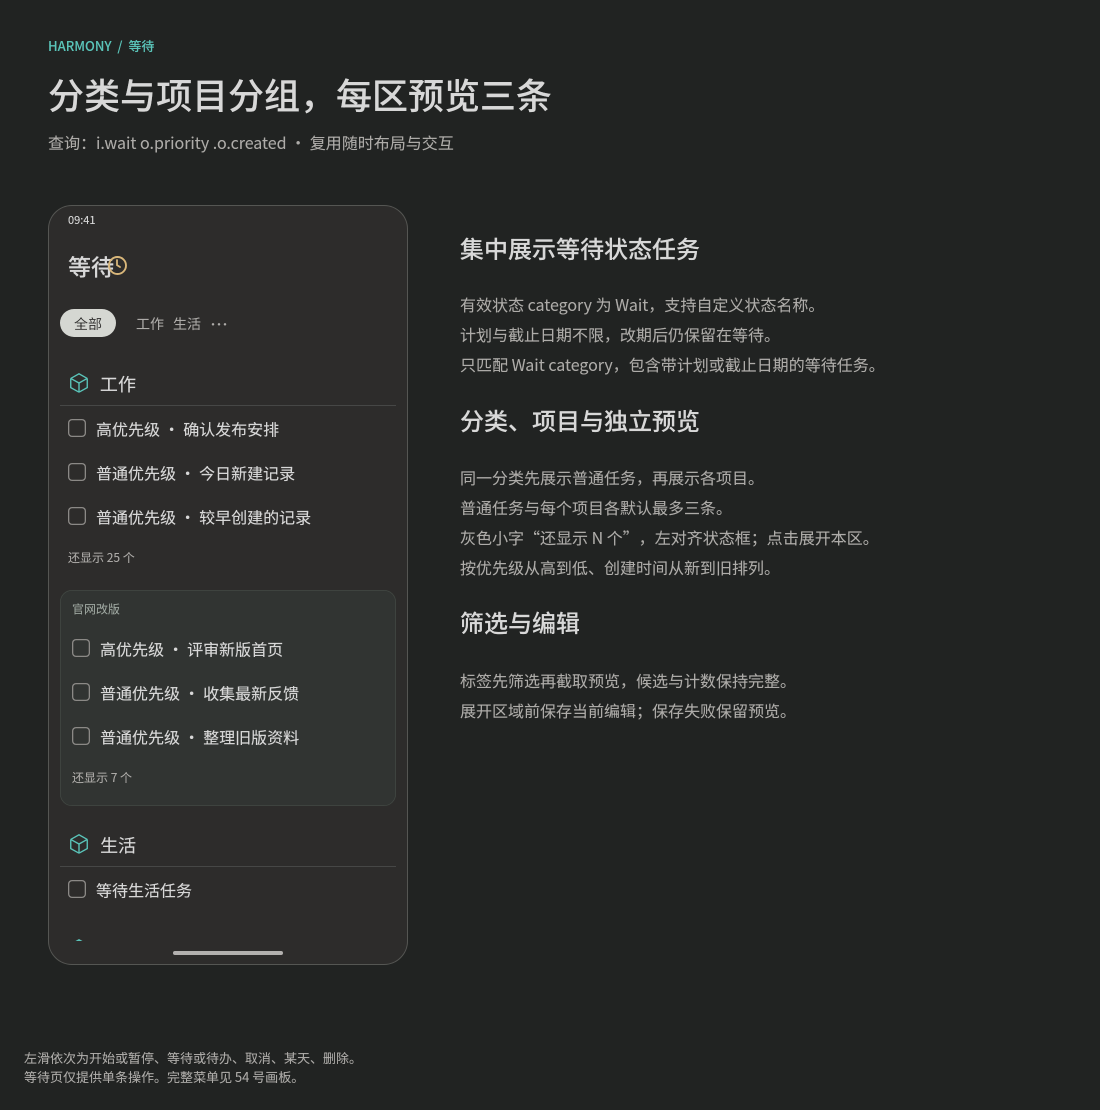 HARMONY / 等待
分类与项目分组，每区预览三条
查询：i.wait o.priority .o.created · 复用随时布局与交互
09:41
等待
全部 工作 生活 ···
工作
高优先级 · 确认发布安排
普通优先级 · 今日新建记录
普通优先级 · 较早创建的记录
还显示 25 个
官网改版
高优先级 · 评审新版首页
普通优先级 · 收集最新反馈
普通优先级 · 整理旧版资料
还显示 7 个
生活
等待生活任务
集中展示等待状态任务
有效状态 category 为 Wait，支持自定义状态名称。
计划与截止日期不限，改期后仍保留在等待。
只匹配 Wait category，包含带计划或截止日期的等待任务。
分类、项目与独立预览
同一分类先展示普通任务，再展示各项目。
普通任务与每个项目各默认最多三条。
灰色小字“还显示 N 个”，左对齐状态框；点击展开本区。
按优先级从高到低、创建时间从新到旧排列。
筛选与编辑
标签先筛选再截取预览，候选与计数保持完整。
展开区域前保存当前编辑；保存失败保留预览。
左滑依次为开始或暂停、等待或待办、取消、某天、删除。
等待页仅提供单条操作。完整菜单见 54 号画板。